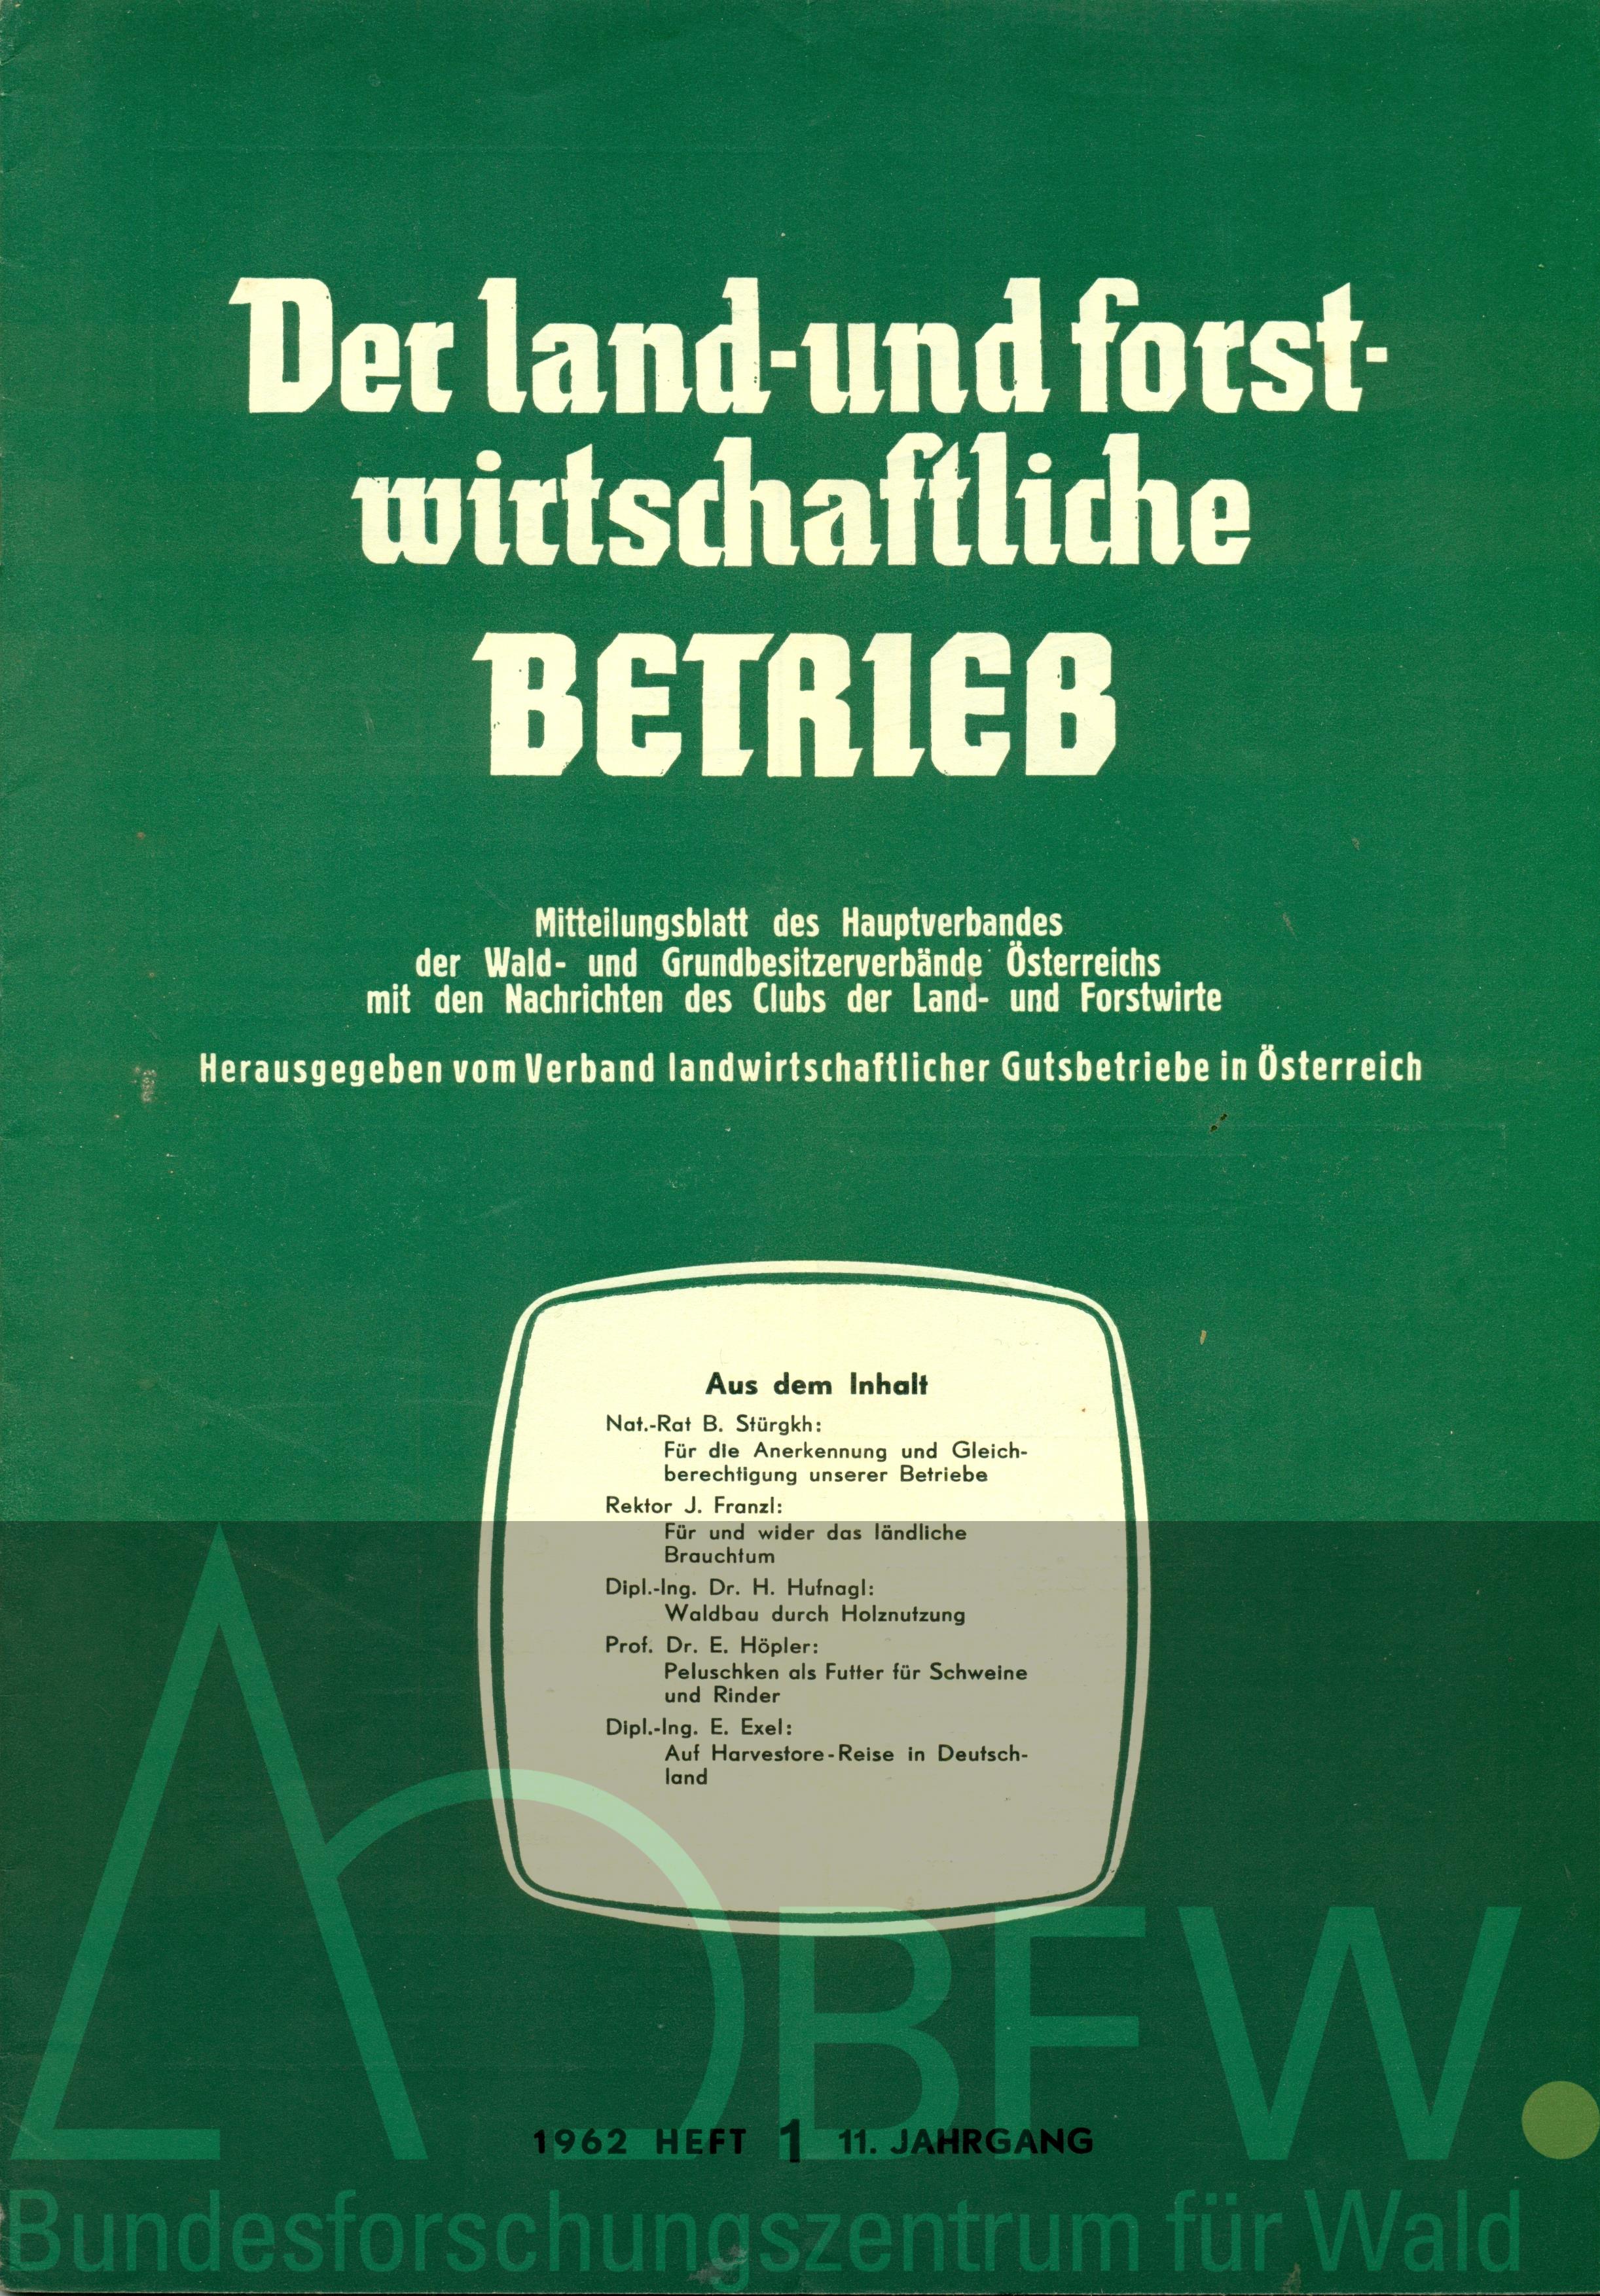 Der land-und forst-
wirtschaftliche
BETRIEB
Mitteilungsblatt des Hauptverbandes
der Wald- und Grundbesitzerverbände Österreichs
mit den Nachrichten des Clubs der Land- und Forstwirte
Herausgegeben vom Verband landwirtschaftlicher Gutsbetriebe in Österreich
Aus dem Inhalt
Nat.-Rat B. Stürgkh:
Für die Anerkennung und Gleich-
berechtigung unserer Betriebe
Rektor J. Franzl:
Für und wider das ländliche
Brauchtum
Dipl.-Ing. Dr. H. Hufnagl:
Waldbau durch Holznutzung
Prof. Dr. E. Höpler:
Peluschken als Futter für Schweine
und Rinder
Dipl.-Ing. E. Exel:
Auf Harvestore-Reise in Deutsch-
land
BFW.
1962 HEFT 1 11. JAHRGANG
Bundesforschungszentrum für Wald